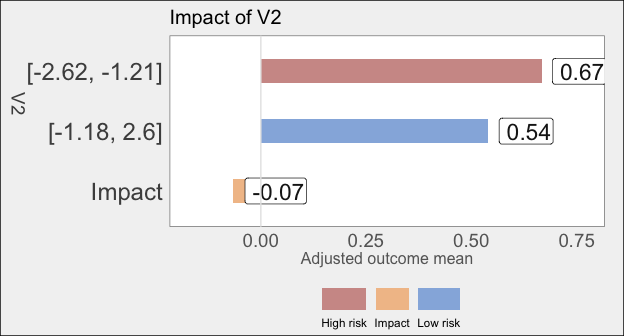 Impact of V2
V2
[-2.62, -1.21]
0.67
[-1.18, 2.6]
0.54
Impact
-0.07
0.00 0.25 0.50 0.75
Adjusted outcome mean
High risk Impact Low risk